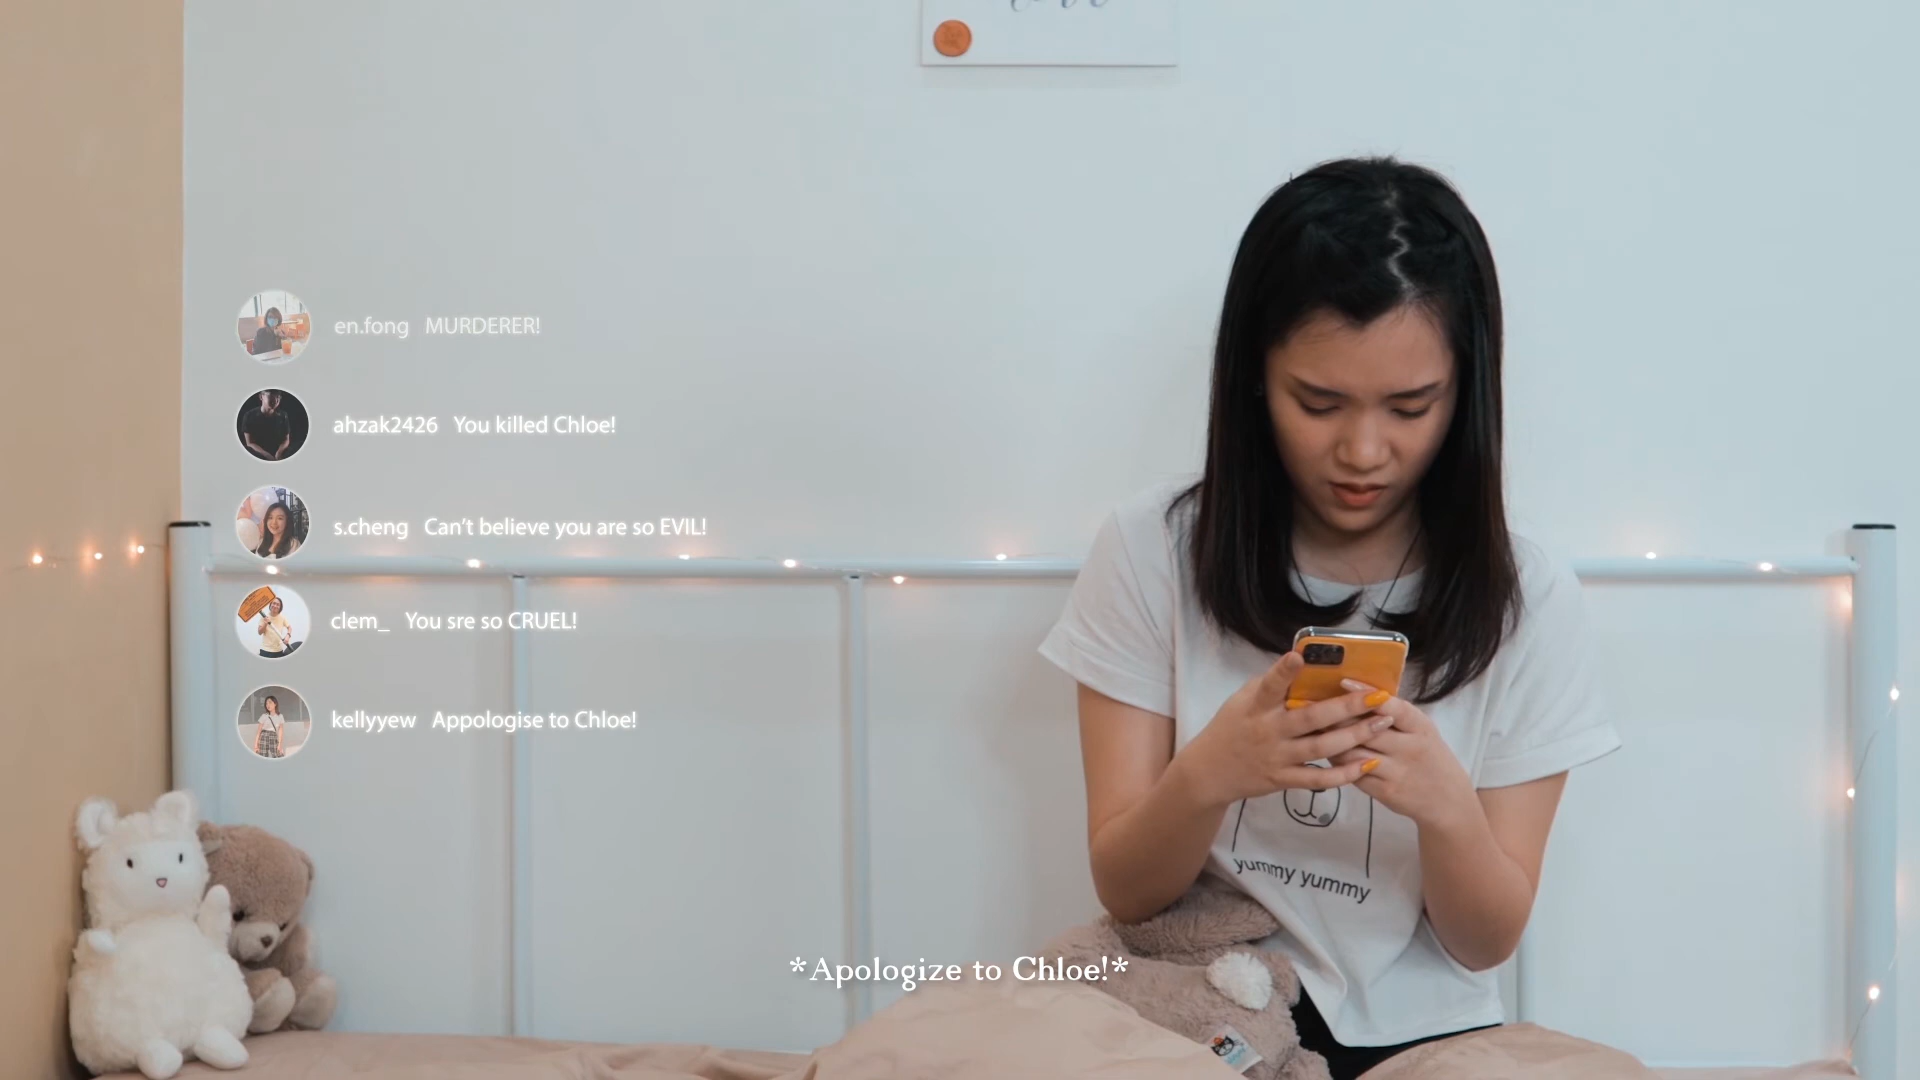 love
en.fong MURDERER!
ahzak2426 You killed Chloe!
s.cheng Can't believe you are so EVIL!
clem_ You sre so CRUEL!
kellyyew Appologise to Chloe!
yummy yummy
*Apologize to Chloe!*